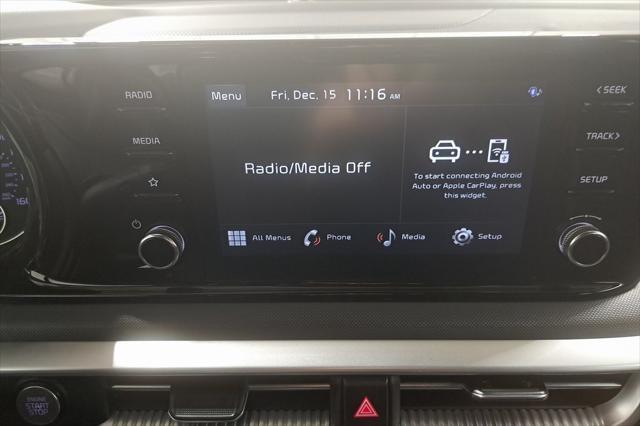 RADIO
MEDIA
Menu
Fri, Dec. 15 11:16 AM
Radio/Media Off
To start connecting Android
Auto or Apple CarPlay, press
this widget.
All Menus
Phone
Media
Setup
< SEEK
TRACK >
SETUP
160
ENGINE
START
STOP